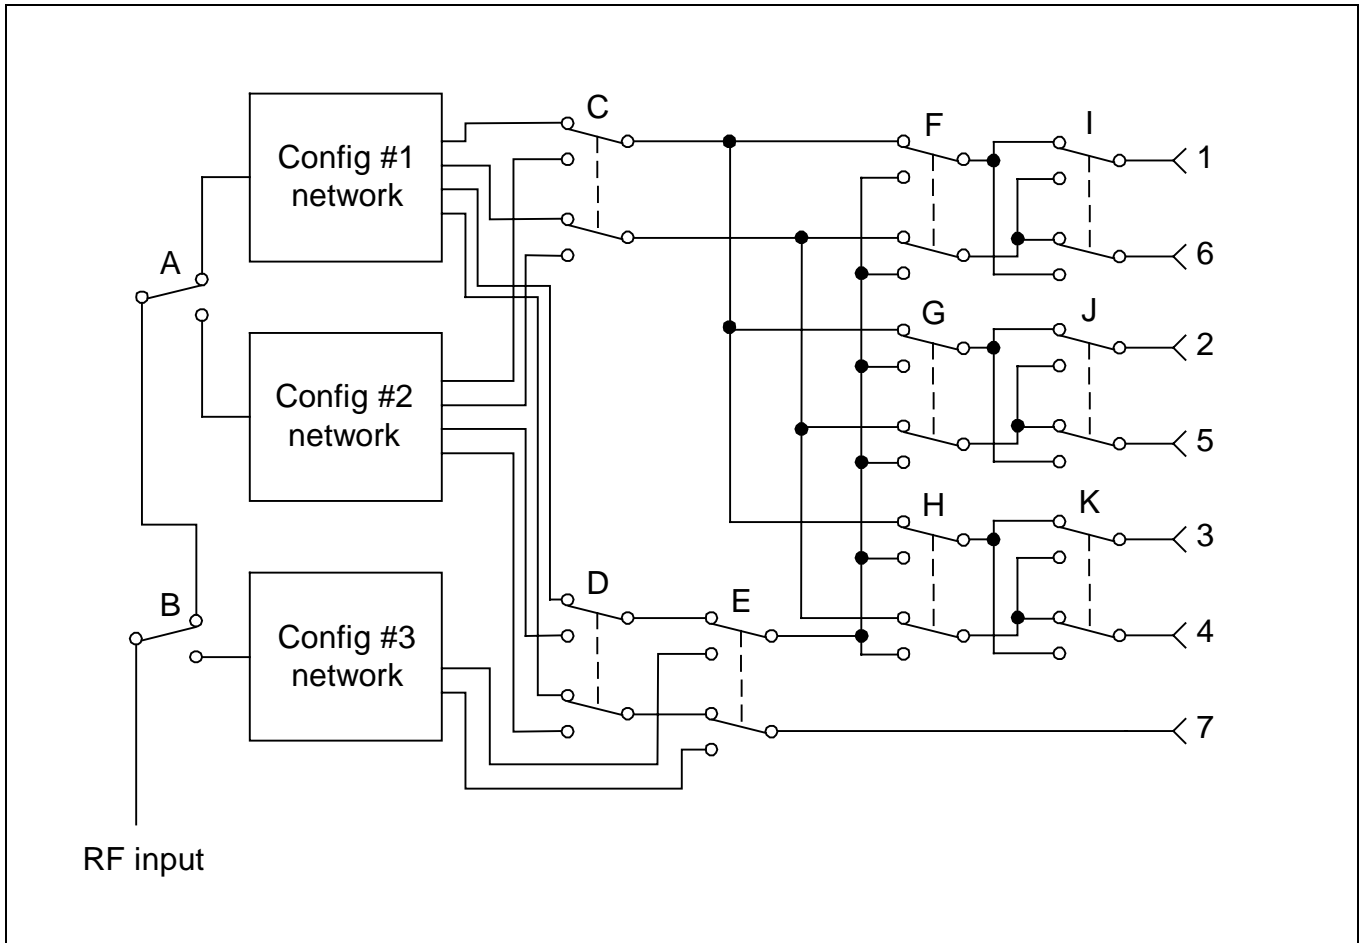 Config #1
network
Config #2
network
Config #3
network
A
B
RF input
C
D
E
F
G
H
I
J
K
1
6
2
5
3
4
7